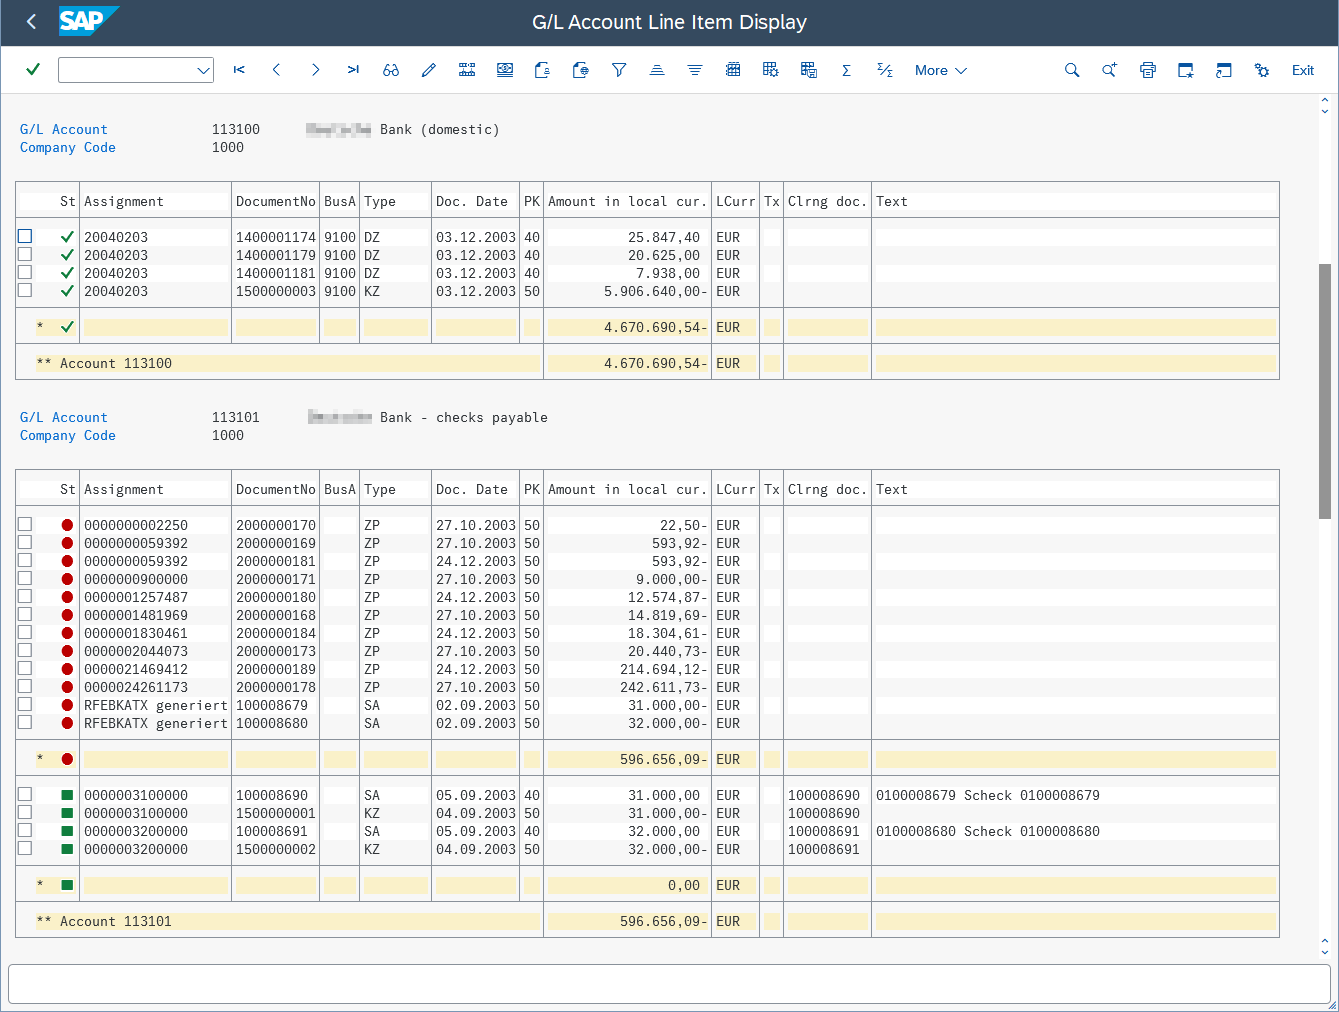 SAP
G/L Account Line Item Display
More
Exit
G/L Account 113100 Bank (domestic)
Company Code 1000
St Assignment DocumentNo BusA Type Doc. Date PK Amount in local cur. LCurr Tx Clrng doc. Text
20040203 1400001174 9100 DZ 03.12.2003 40 25.847,40 EUR
20040203 1400001179 9100 DZ 03.12.2003 40 20.625,00 EUR
20040203 1400001181 9100 DZ 03.12.2003 40 7.938,00 EUR
20040203 1500000003 9100 KZ 03.12.2003 50 5.906.640,00- EUR
* 4.670.690,54- EUR
** Account 113100 4.670.690,54- EUR
G/L Account 113101 Bank - checks payable
Company Code 1000
St Assignment DocumentNo BusA Type Doc. Date PK Amount in local cur. LCurr Tx Clrng doc. Text
0000000002250 2000000170 ZP 27.10.2003 50 22,50- EUR
0000000059392 2000000169 ZP 27.10.2003 50 593,92- EUR
0000000059392 2000000181 ZP 24.12.2003 50 593,92- EUR
0000000900000 2000000171 ZP 27.10.2003 50 9.000,00- EUR
0000001257487 2000000180 ZP 24.12.2003 50 12.574,87- EUR
0000001481969 2000000168 ZP 27.10.2003 50 14.819,69- EUR
0000001830461 2000000184 ZP 24.12.2003 50 18.304,61- EUR
0000002044073 2000000173 ZP 27.10.2003 50 20.440,73- EUR
0000021469412 2000000189 ZP 24.12.2003 50 214.694,12- EUR
0000024261173 2000000178 ZP 27.10.2003 50 242.611,73- EUR
RFEBKATX generiert 100008679 SA 02.09.2003 50 31.000,00- EUR
RFEBKATX generiert 100008680 SA 02.09.2003 50 32.000,00- EUR
* 596.656,09- EUR
0000003100000 100008690 SA 05.09.2003 40 31.000,00 EUR 100008690 0100008679 Scheck 0100008679
0000003100000 1500000001 KZ 04.09.2003 50 31.000,00- EUR 100008690
0000003200000 100008691 SA 05.09.2003 40 32.000,00 EUR 100008691 0100008680 Scheck 0100008680
0000003200000 1500000002 KZ 04.09.2003 50 32.000,00- EUR 100008691
* 0,00 EUR
** Account 113101 596.656,09- EUR